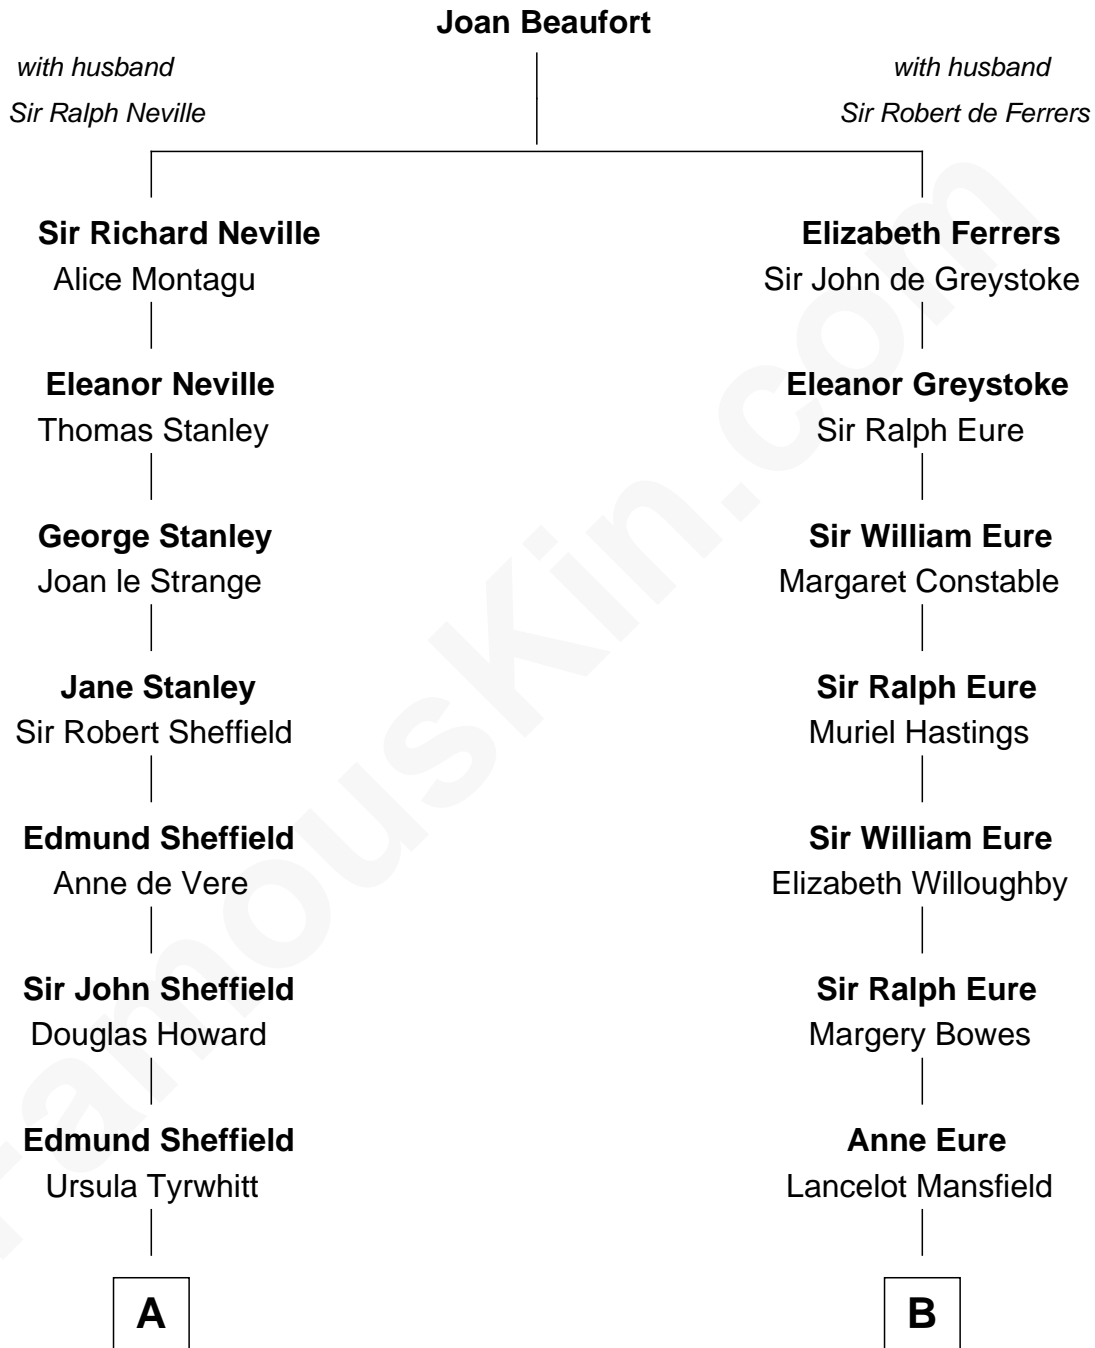 Joan Beaufort
with husband
Sir Ralph Neville
with husband
Sir Robert de Ferrers
Sir Richard Neville
Alice Montagu
Elizabeth Ferrers
Sir John de Greystoke
Eleanor Neville
Thomas Stanley
Eleanor Greystoke
Sir Ralph Eure
George Stanley
Joan le Strange
Sir William Eure
Margaret Constable
Jane Stanley
Sir Robert Sheffield
Sir Ralph Eure
Muriel Hastings
Edmund Sheffield
Anne de Vere
Sir William Eure
Elizabeth Willoughby
Sir John Sheffield
Douglas Howard
Sir Ralph Eure
Margery Bowes
Edmund Sheffield
Ursula Tyrwhitt
Anne Eure
Lancelot Mansfield
A
B
FamousKin.com